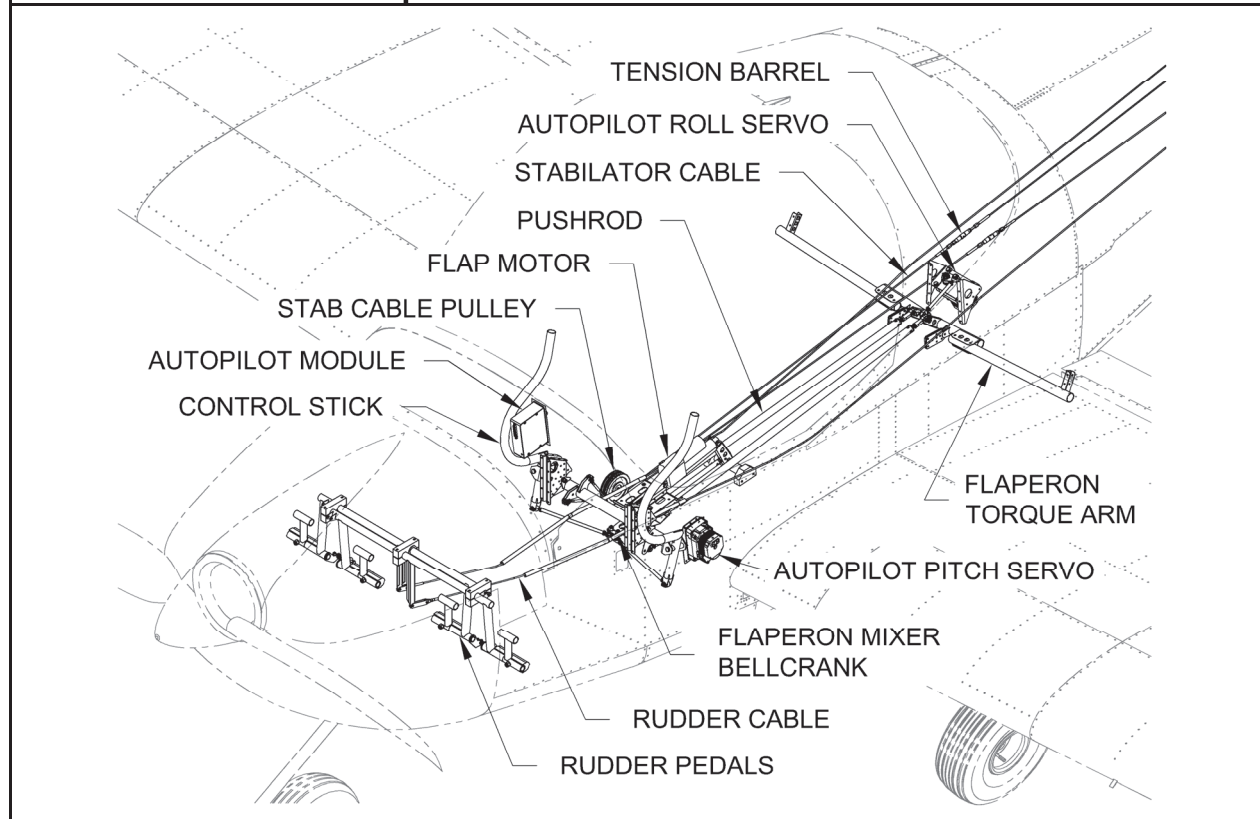 TENSION BARREL
AUTOPILOT ROLL SERVO
STABILATOR CABLE
PUSHROD
FLAP MOTOR
STAB CABLE PULLEY
AUTOPILOT MODULE
CONTROL STICK
FLAPERON
TORQUE ARM
AUTOPILOT PITCH SERVO
FLAPERON MIXER
BELLCRANK
RUDDER CABLE
RUDDER PEDALS